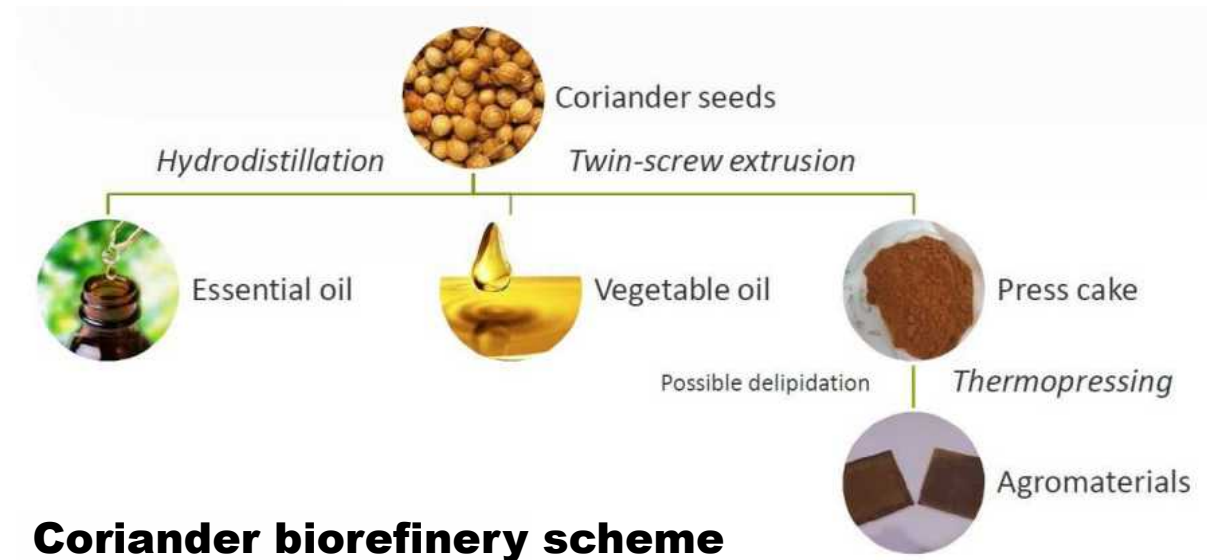 Coriander seeds
Hydrodistillation
Twin-screw extrusion
Essential oil
Vegetable oil
Press cake
Possible delipidation
Thermopressing
Agromaterials
Coriander biorefinery scheme